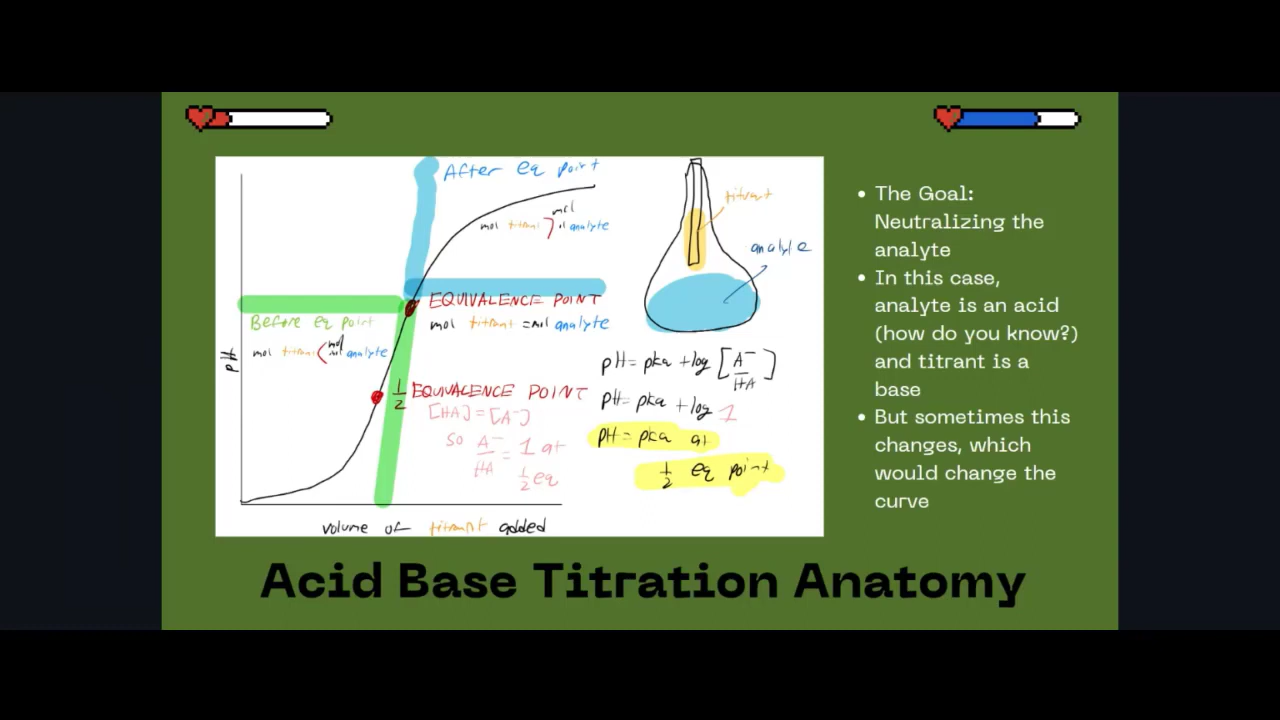 After eq point
mol
mol titrant analyte
EQUIVALENCE POINT
mol titrant = mol analyte
Before eq point
mol
mol titrant analyte
pH
1/2 EQUIVALENCE POINT
[HA] = [A-]
so A-/HA = 1 at
1/2 eq
volume of titrant added
titrant
analyte
pH = pka + log [A-/HA]
pH = pka + log 1
pH = pka at
1/2 eq point
• The Goal:
Neutralizing the
analyte
• In this case,
analyte is an acid
(how do you know?)
and titrant is a
base
• But sometimes this
changes, which
would change the
curve
Acid Base Titration Anatomy